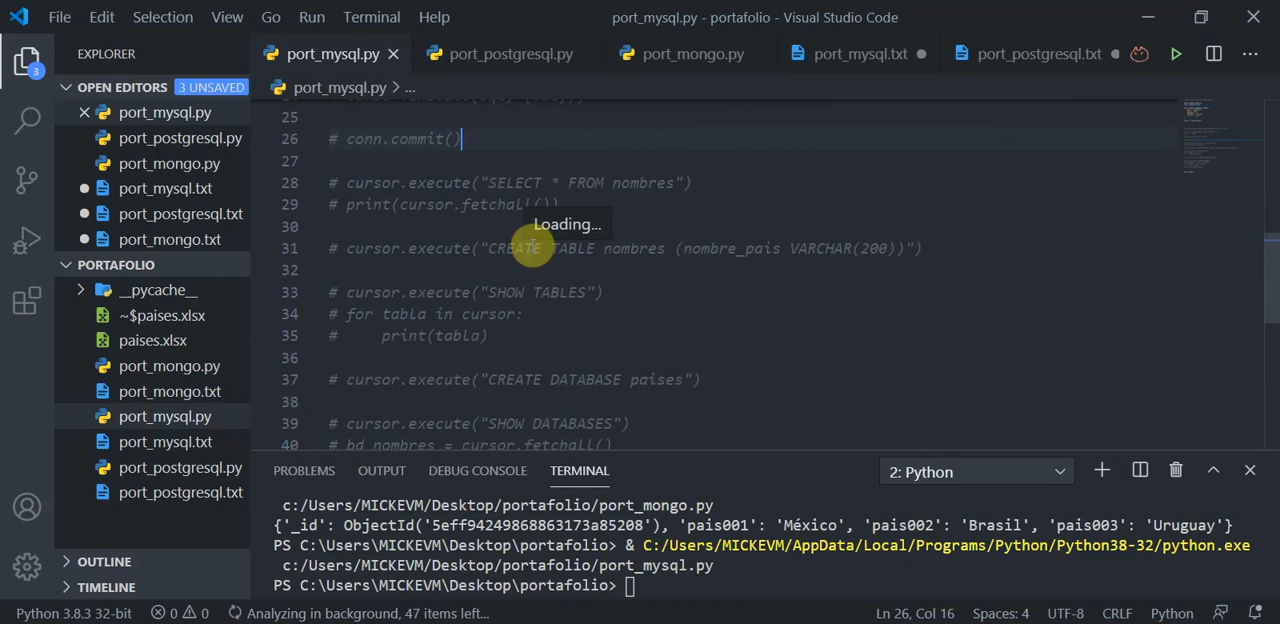 File Edit Selection View Go Run Terminal Help port_mysql.py - portafolio - Visual Studio Code
EXPLORER
port_mysql.py port_postgresql.py port_mongo.py port_mysql.txt port_postgresql.txt
OPEN EDITORS 3 UNSAVED
port_mysql.py > ...
3
port_mysql.py
port_postgresql.py
port_mongo.py
port_mysql.txt
port_postgresql.txt
port_mongo.txt
PORTAFOLIO
__pycache__
~$paises.xlsx
paises.xlsx
port_mongo.py
port_mongo.txt
port_mysql.py
port_mysql.txt
port_postgresql.py
port_postgresql.txt
OUTLINE
TIMELINE
25
26 # conn.commit()
27
28 # cursor.execute("SELECT * FROM nombres")
29 # print(cursor.fetchall())
Loading...
30
31 # cursor.execute("CREATE TABLE nombres (nombre_pais VARCHAR(200))")
32
33 # cursor.execute("SHOW TABLES")
34 # for tabla in cursor:
35 #     print(tabla)
36
37 # cursor.execute("CREATE DATABASE paises")
38
39 # cursor.execute("SHOW DATABASES")
40 # bd_nombres = cursor.fetchall()
PROBLEMS OUTPUT DEBUG CONSOLE TERMINAL 2: Python
c:/Users/MICKEVM/Desktop/portafolio/port_mongo.py
{'_id': ObjectId('5eff94249868863173a85208'), 'pais001': 'México', 'pais002': 'Brasil', 'pais003': 'Uruguay'}
PS C:\Users\MICKEVM\Desktop\portafolio> & C:/Users/MICKEVM/AppData/Local/Programs/Python/Python38-32/python.exe
c:/Users/MICKEVM/Desktop/portafolio/port_mysql.py
PS C:\Users\MICKEVM\Desktop\portafolio>
Python 3.8.3 32-bit 0 0 Analyzing in background, 47 items left... Ln 26, Col 16 Spaces: 4 UTF-8 CRLF Python